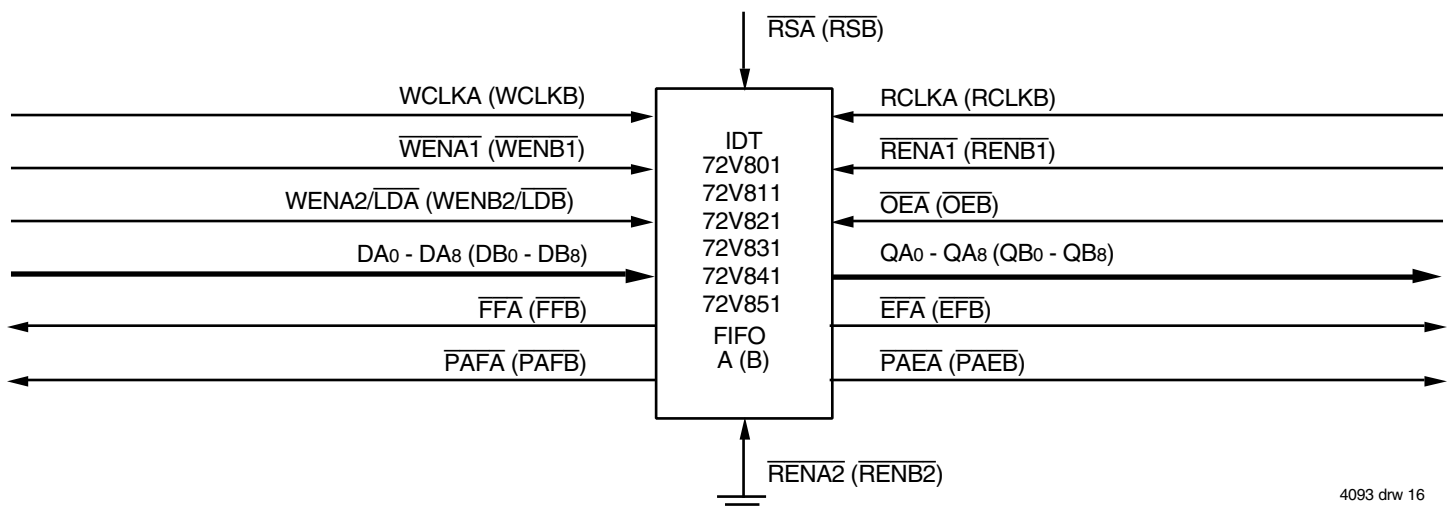 RSA (RSB)
WCLKA (WCLKB)
WENA1 (WENB1)
WENA2/LDA (WENB2/LDB)
DA0 - DA8 (DB0 - DB8)
FFA (FFB)
PAFA (PAFB)
IDT
72V801
72V811
72V821
72V831
72V841
72V851
FIFO
A (B)
RCLKA (RCLKB)
RENA1 (RENB1)
OEA (OEB)
QA0 - QA8 (QB0 - QB8)
EFA (EFB)
PAEA (PAEB)
RENA2 (RENB2)
4093 drw 16